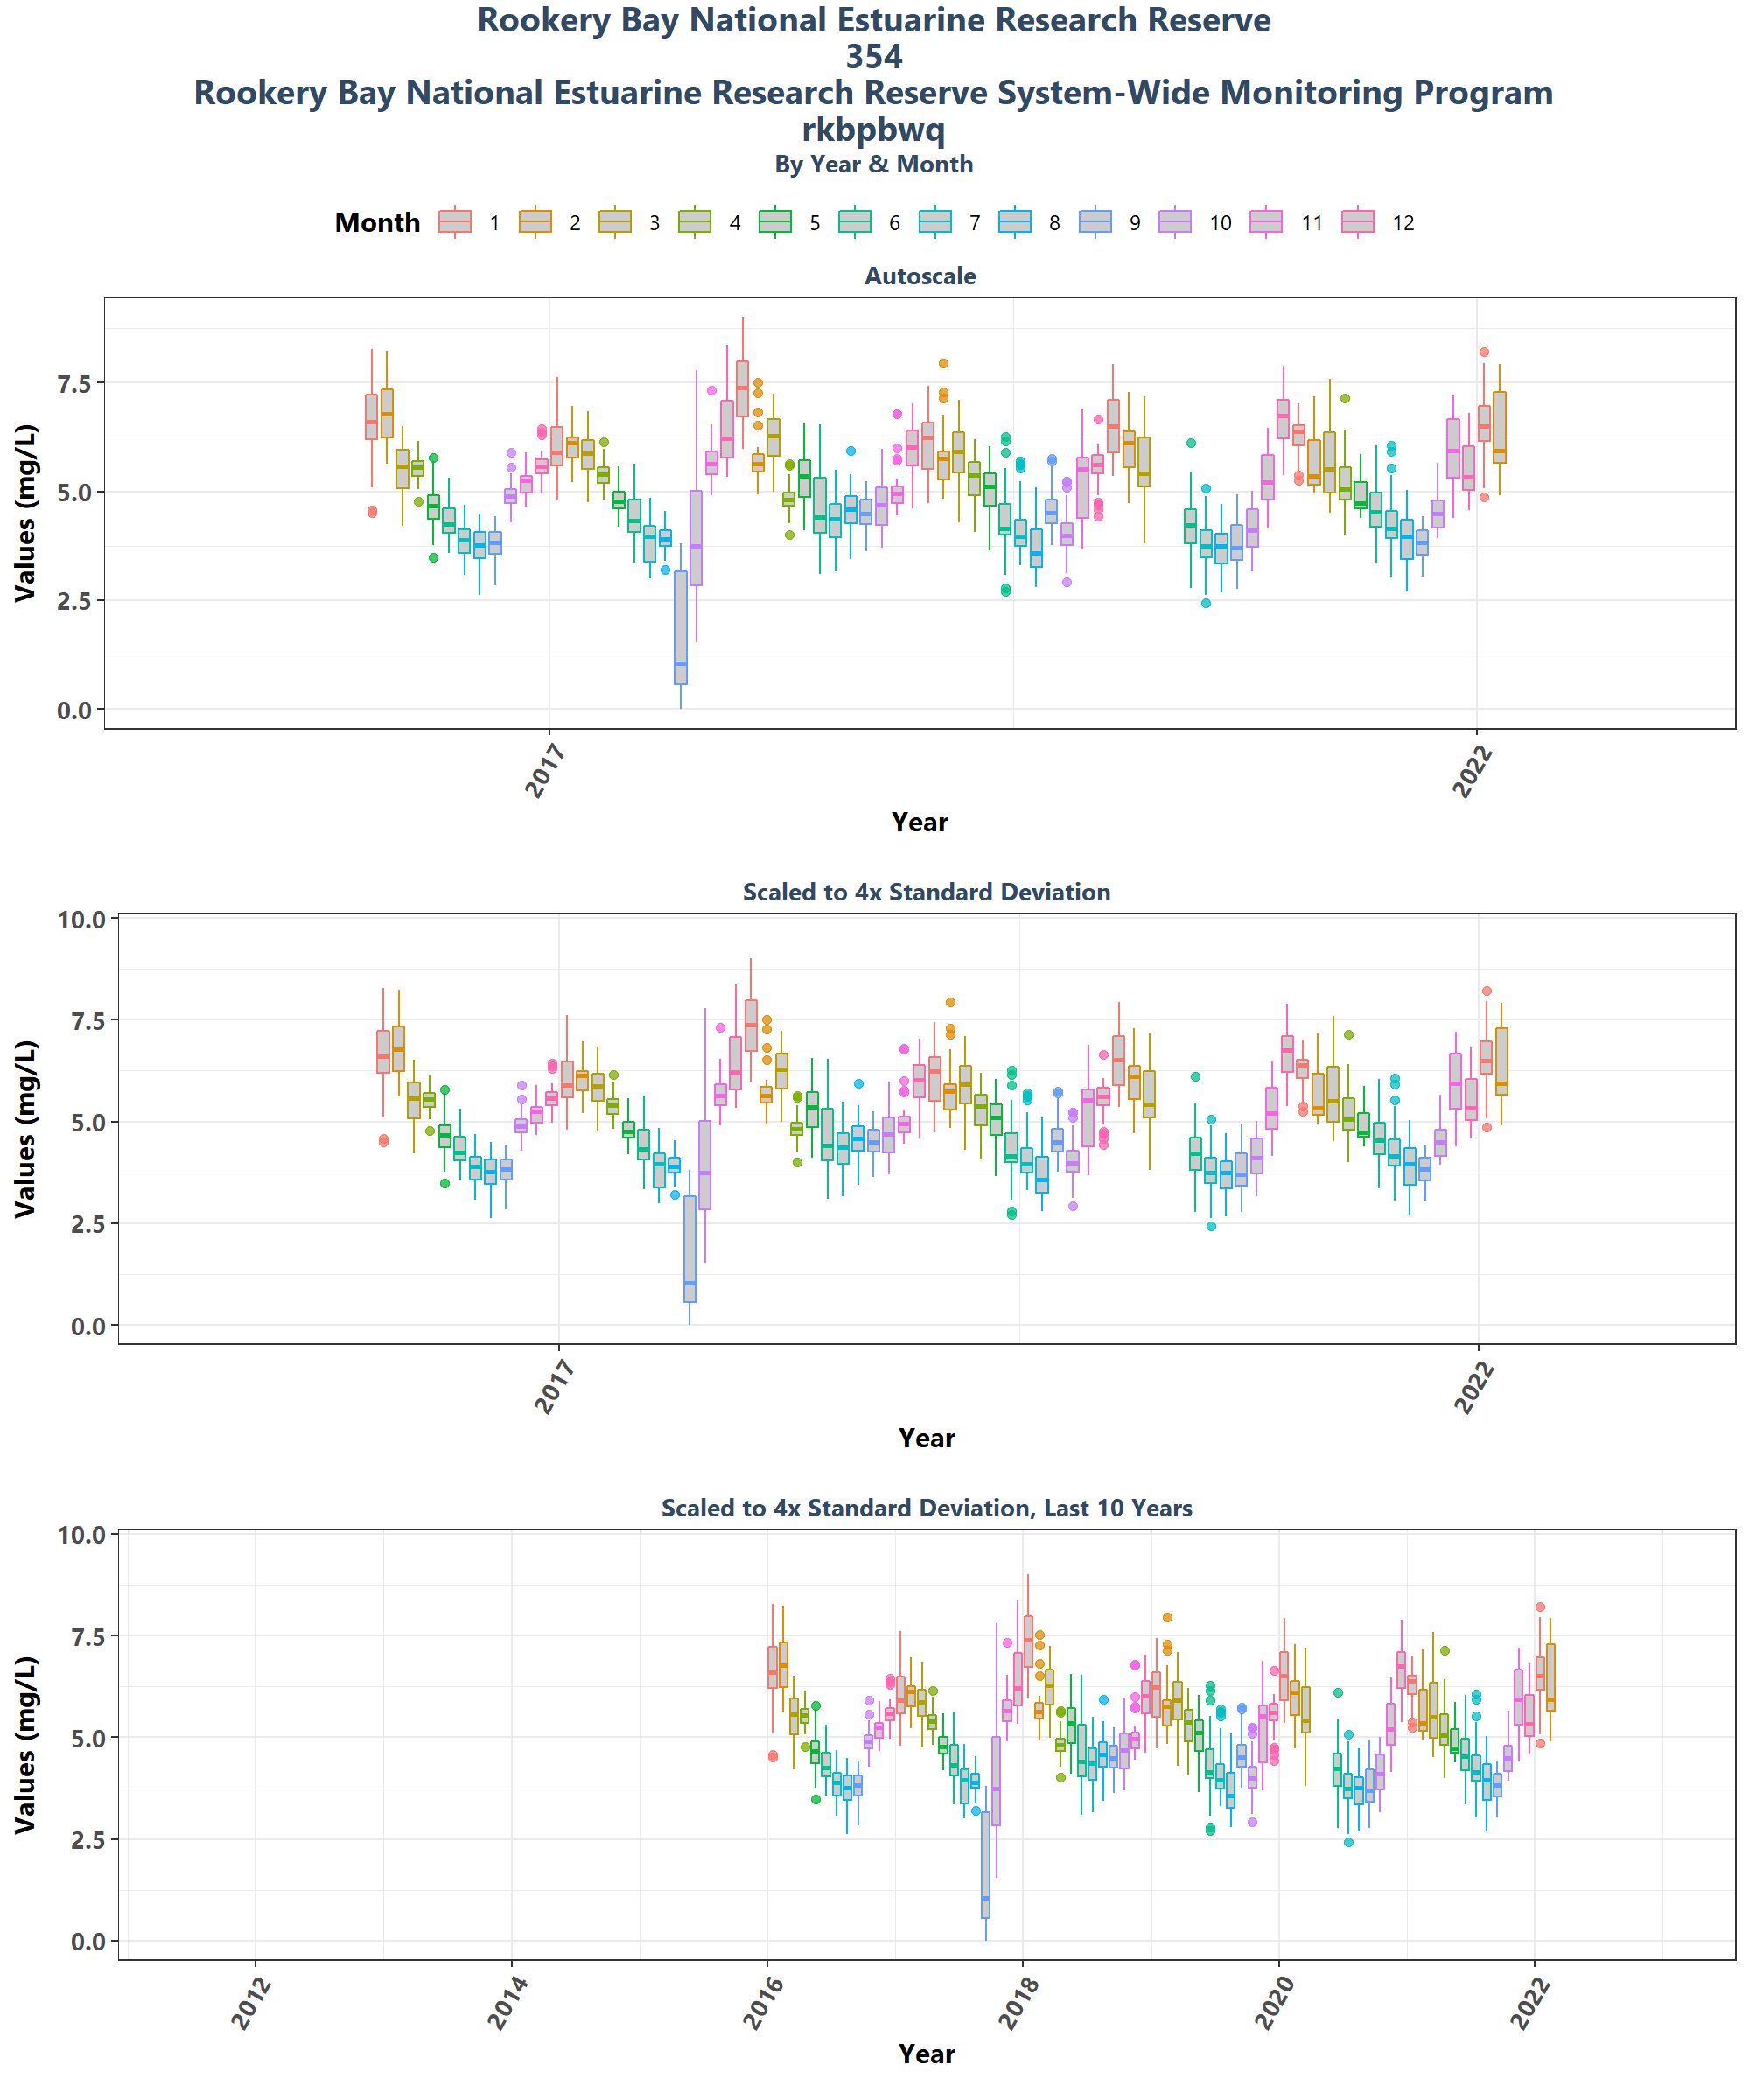 Rookery Bay National Estuarine Research Reserve
354
Rookery Bay National Estuarine Research Reserve System-Wide Monitoring Program
rkbpbwq
By Year & Month
Month 1 2 3 4 5 6 7 8 9 10 11 12
Autoscale
Values (mg/L)
7.5
5.0
2.5
0.0
2017 2022
Year
Scaled to 4x Standard Deviation
Values (mg/L)
10.0
7.5
5.0
2.5
0.0
2017 2022
Year
Scaled to 4x Standard Deviation, Last 10 Years
Values (mg/L)
10.0
7.5
5.0
2.5
0.0
2012 2014 2016 2018 2020 2022
Year